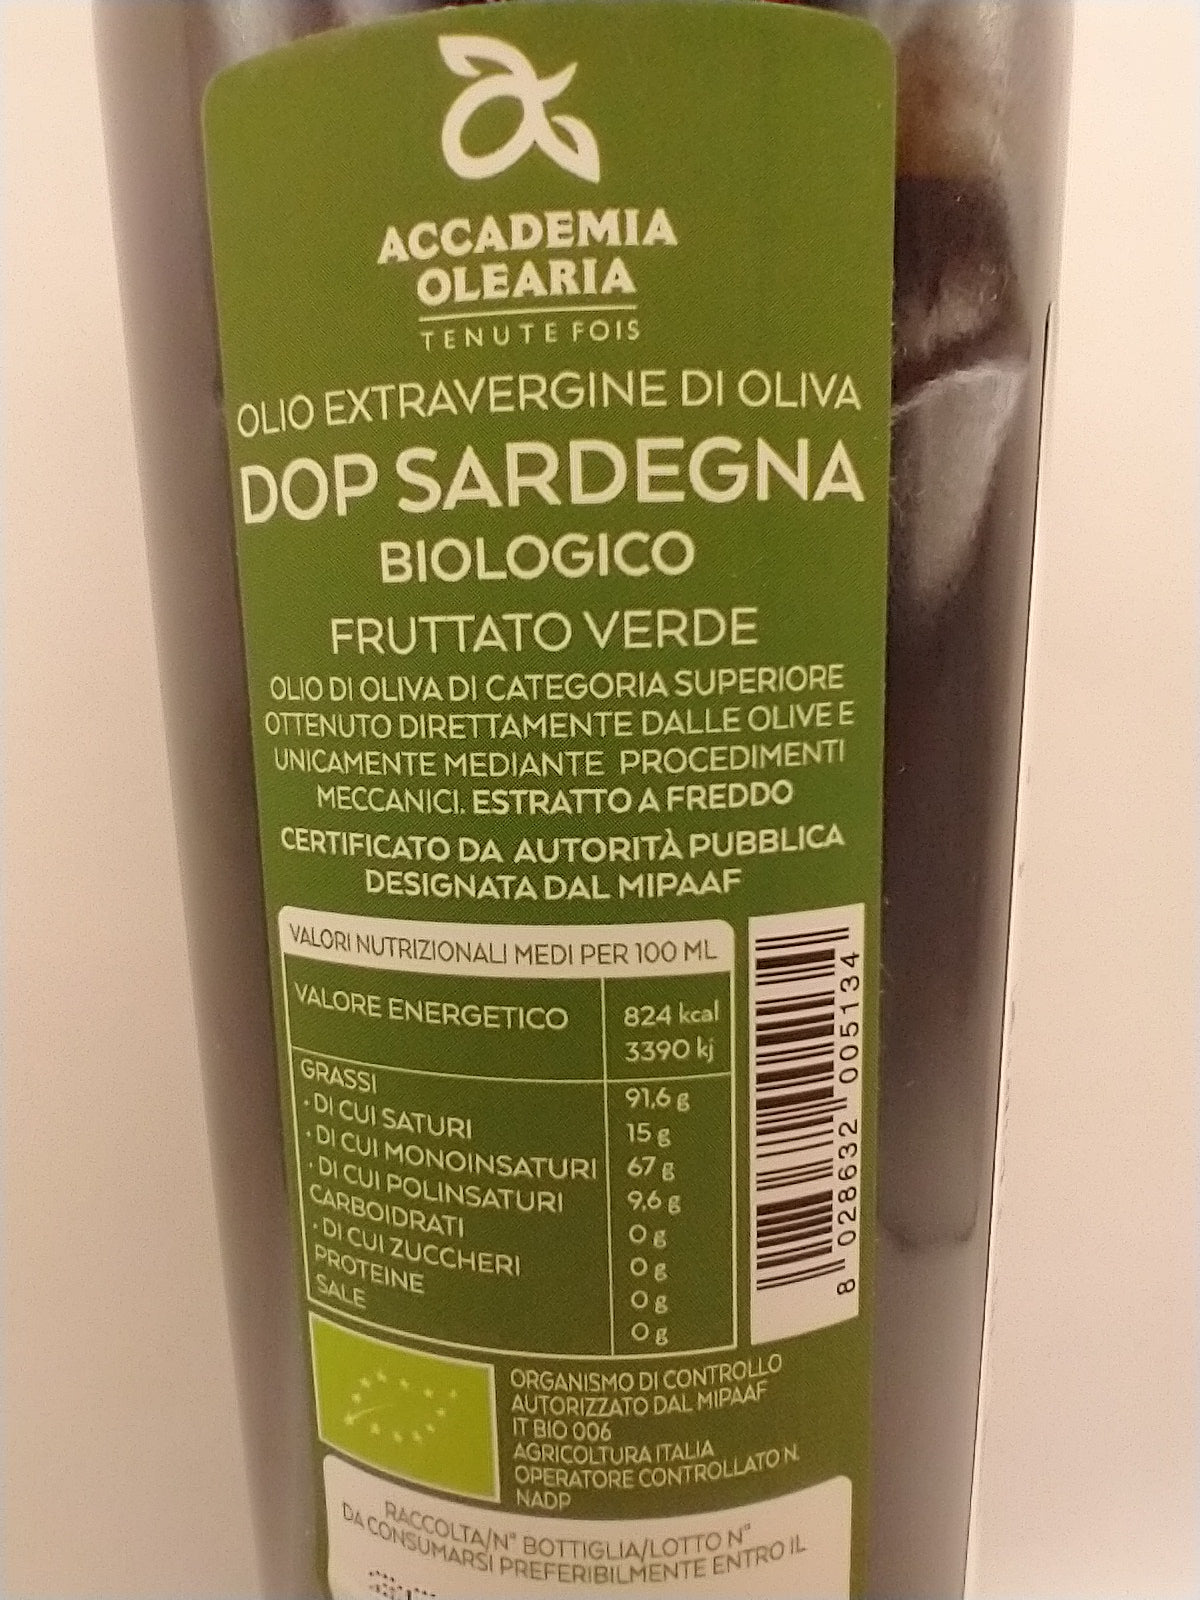 ACCADEMIA
OLEARIA
TENUTE FOIS
OLIO EXTRAVERGINE DI OLIVA
DOP SARDEGNA
BIOLOGICO
FRUTTATO VERDE
OLIO DI OLIVA DI CATEGORIA SUPERIORE
OTTENUTO DIRETTAMENTE DALLE OLIVE E
UNICAMENTE MEDIANTE PROCEDIMENTI
MECCANICI. ESTRATTO A FREDDO
CERTIFICATO DA AUTORITÀ PUBBLICA
DESIGNATA DAL MIPAAF
VALORI NUTRIZIONALI MEDI PER 100 ML
VALORE ENERGETICO 824 kcal
3390 kj
GRASSI 91,6 g
· DI CUI SATURI 15 g
· DI CUI MONOINSATURI 67 g
· DI CUI POLINSATURI 9,6 g
CARBOIDRATI 0 g
· DI CUI ZUCCHERI 0 g
PROTEINE 0 g
SALE 0 g
8 028632 005134
ORGANISMO DI CONTROLLO
AUTORIZZATO DAL MIPAAF
IT BIO 006
AGRICOLTURA ITALIA
OPERATORE CONTROLLATO N.
NADP
RACCOLTA/N° BOTTIGLIA/LOTTO N°
DA CONSUMARSI PREFERIBILMENTE ENTRO IL